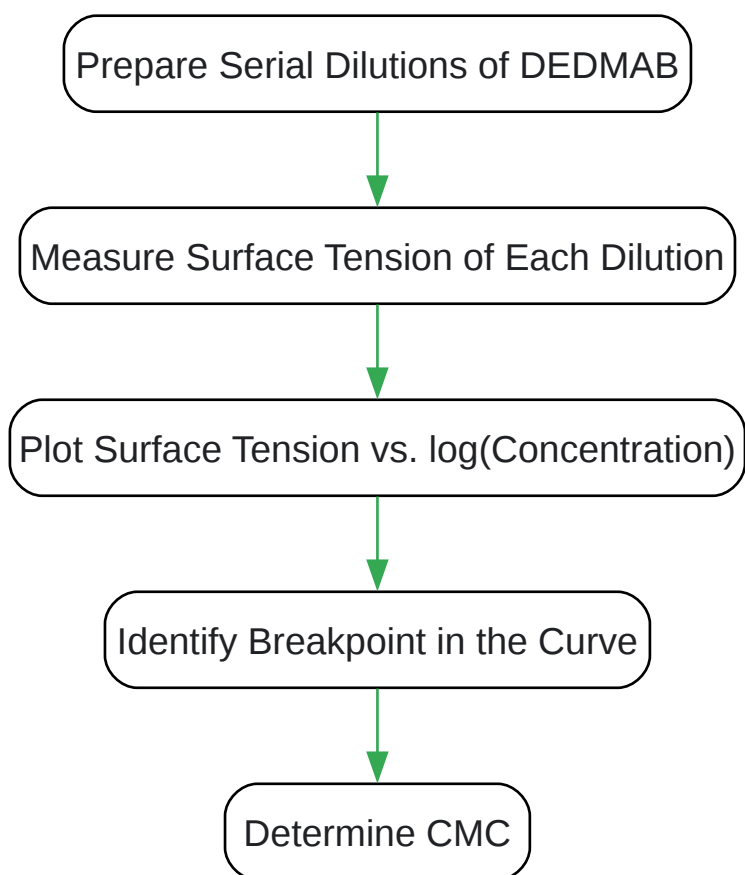 Prepare Serial Dilutions of DEDMAB
Measure Surface Tension of Each Dilution
Plot Surface Tension vs. log(Concentration)
Identify Breakpoint in the Curve
Determine CMC